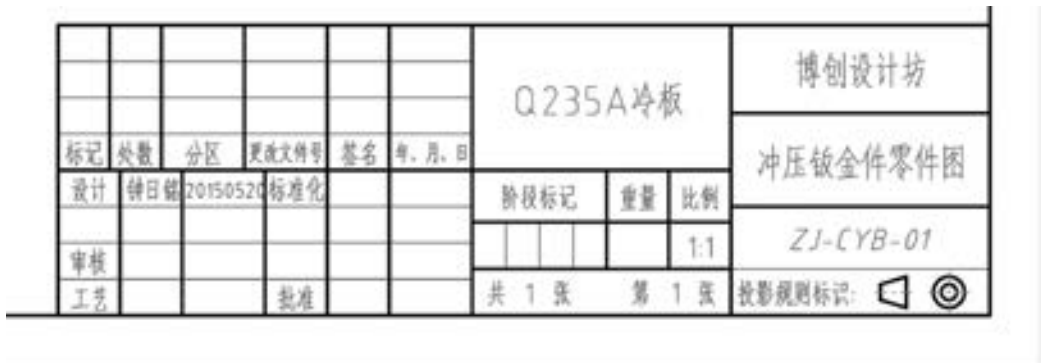 Q235A冷板
博创设计坊
标记 处数 分区 更改文件号 签名 年、月、日
冲压钣金件零件图
设计 钟日铭 20150520 标准化
阶段标记 重量 比例
1:1
ZJ-CYB-01
审核
工艺 批准
共 1 张 第 1 张
投影规则标识: